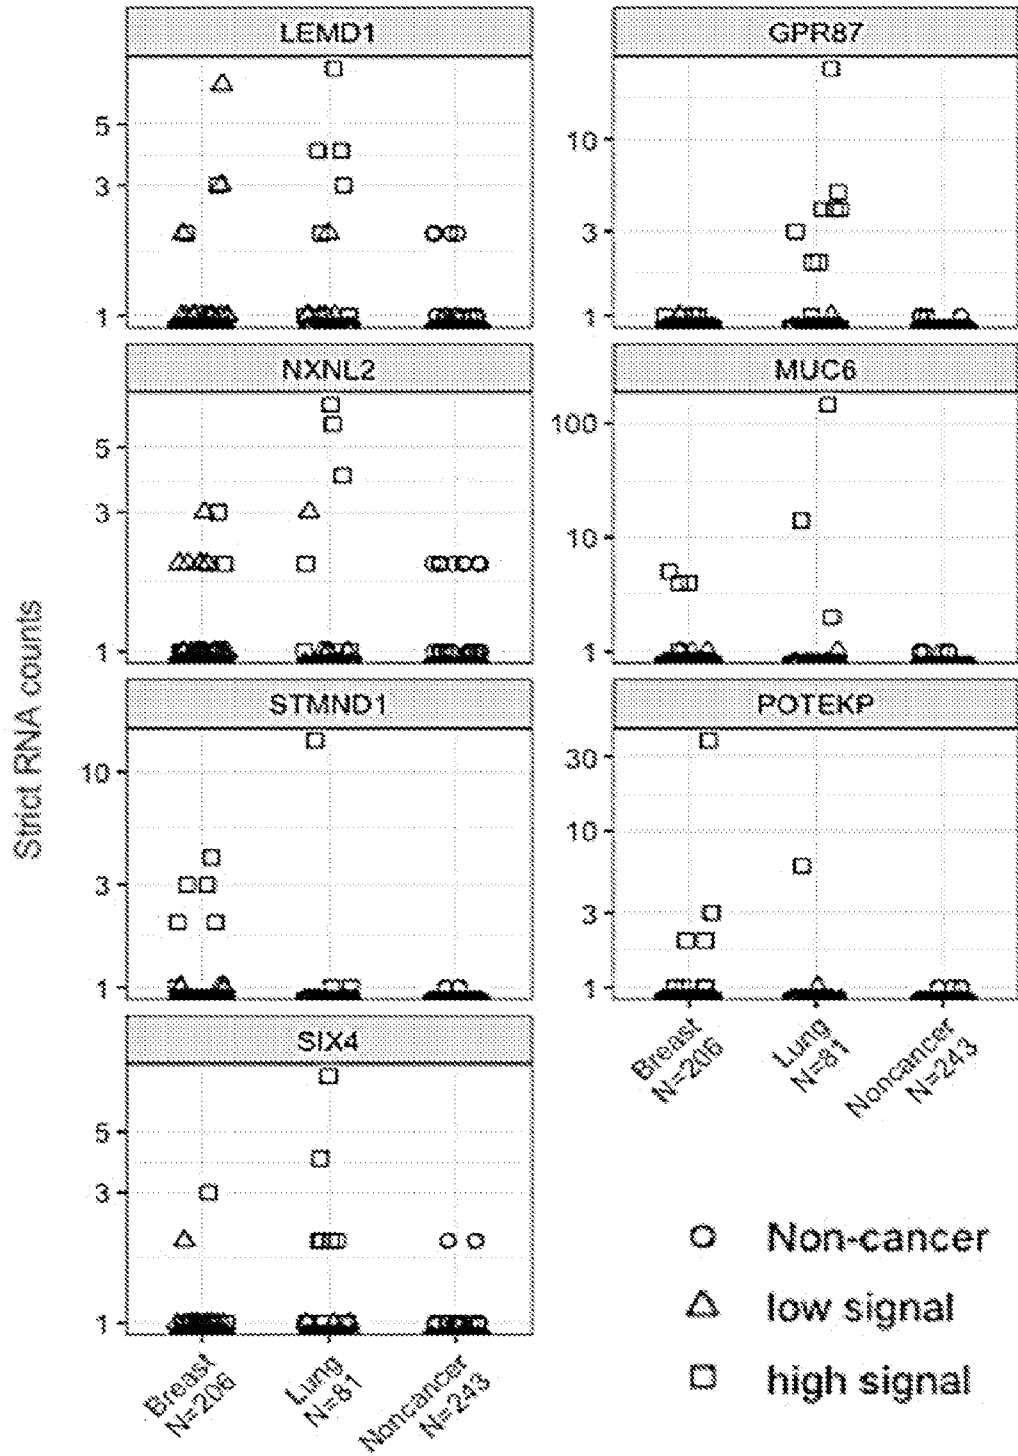 LEMD1
GPR87
5
3
1
10
3
1
NXNL2
MUC6
5
3
1
100
10
1
Strict RNA counts
STMND1
POTEKP
10
3
1
30
10
3
1
Breast
N=206
Lung
N=81
Noncancer
N=243
SIX4
5
3
1
Breast
N=206
Lung
N=81
Noncancer
N=243
Non-cancer
low signal
high signal